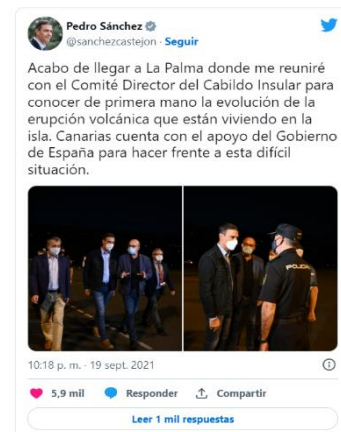 Pedro Sánchez
@sanchezcastejon · Seguir
Acabo de llegar a La Palma donde me reuniré
con el Comité Director del Cabildo Insular para
conocer de primera mano la evolución de la
erupción volcánica que están viviendo en la
isla. Canarias cuenta con el apoyo del Gobierno
de España para hacer frente a esta difícil
situación.
POLICIA
10:18 p. m. · 19 sept. 2021
5,9 mil Responder Compartir
Leer 1 mil respuestas